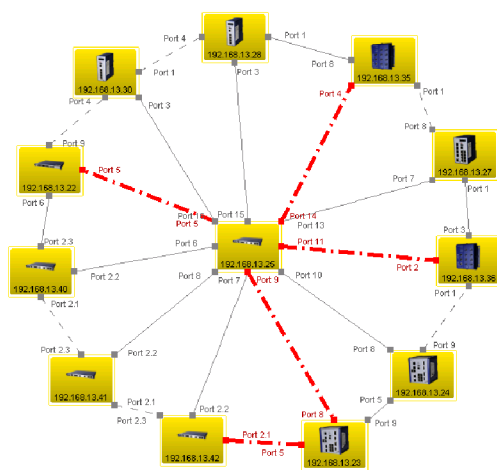 Port 4
Port 1
192.168.13.28
Port 3
Port 8
192.168.13.35
Port 1
192.168.13.30
Port 4
Port 3
Port 4
Port 1
Port 8
Port 9
192.168.13.22
Port 5
Port 6
192.168.13.27
Port 7
Port 1
Port 5
Port 15
Port 14
Port 13
Port 6
Port 11
192.168.13.25
Port 8
Port 7
Port 9
Port 10
Port 3
Port 2
192.168.13.36
Port 1
Port 2.3
Port 2.2
192.168.13.40
Port 2.1
Port 2.3
Port 2.2
192.168.13.41
Port 2.1
Port 2.3
Port 8
Port 9
192.168.13.24
Port 5
Port 9
Port 2.2
Port 2.1
192.168.13.42
Port 8
Port 5
192.168.13.23